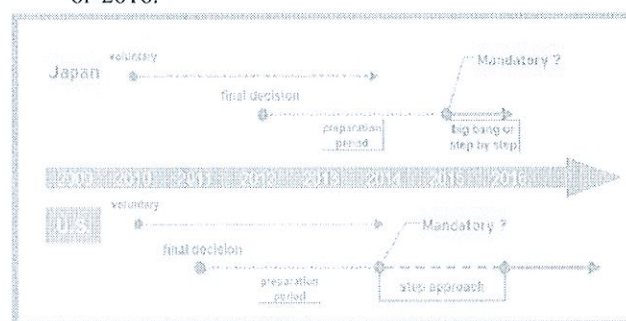 or 2016.
voluntary
Japan
Mandatory ?
final decision
preparation
period
big bang or
step by step
2009 2010 2011 2012 2013 2014 2015 2016
voluntary
U.S.
Mandatory ?
final decision
preparation
period
step approach